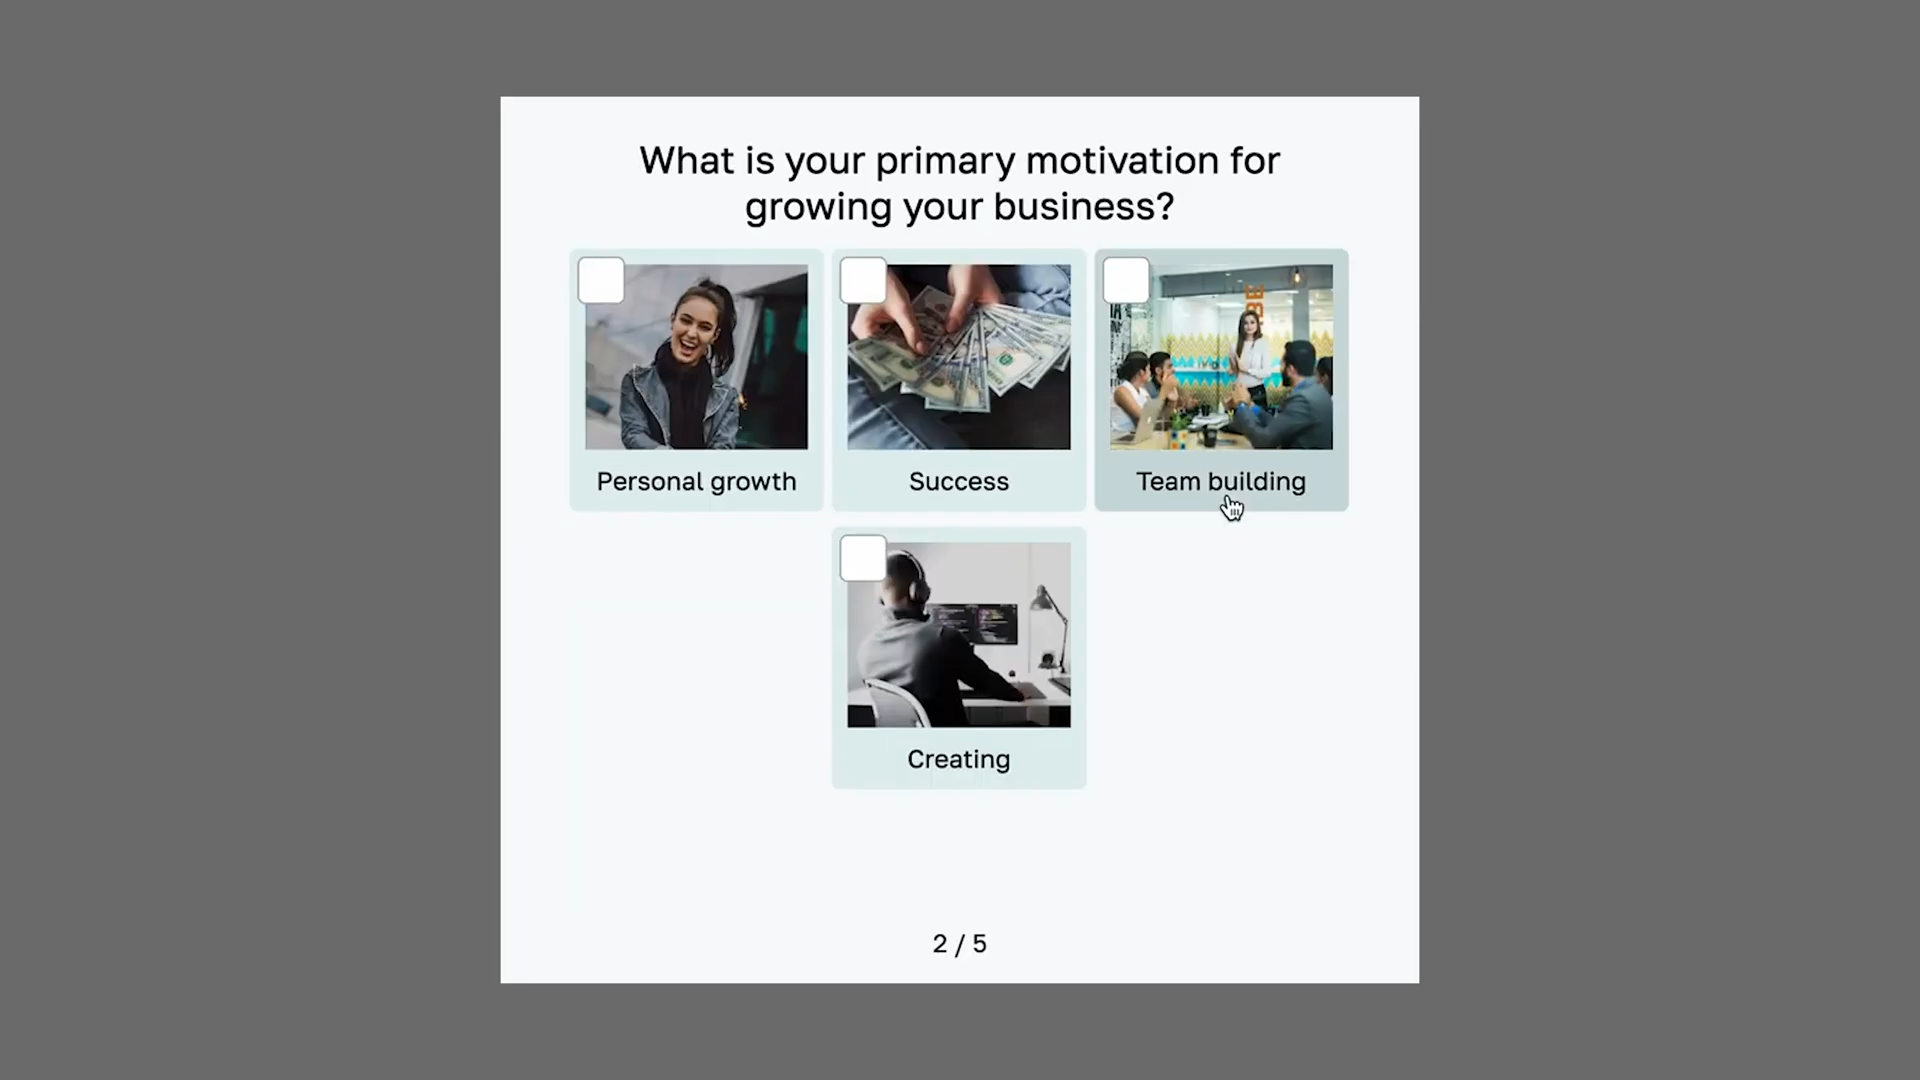 What is your primary motivation for
growing your business?
Personal growth
Success
Team building
Creating
2 / 5